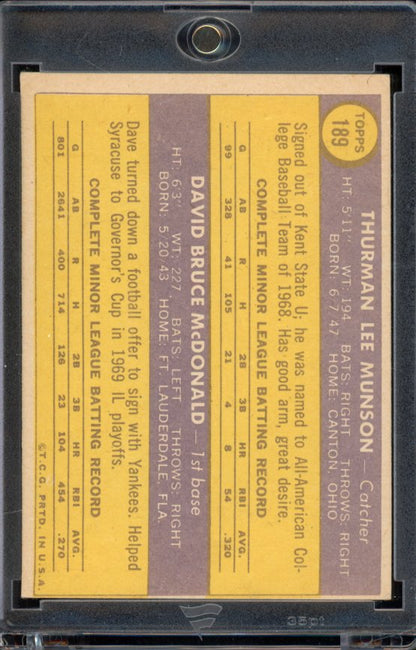 TOPPS
189
THURMAN LEE MUNSON — Catcher
HT: 5'11" WT: 194 BATS: RIGHT THROWS: RIGHT
BORN: 6-7-47 HOME: CANTON, OHIO
Signed out of Kent State U; he was named to All-American Col-
lege Baseball Team of 1968. Has good arm, great desire.
COMPLETE MINOR LEAGUE BATTING RECORD
G AB R H 2B 3B HR RBI AVG.
99 328 41 105 21 4 8 54 .320
DAVID BRUCE McDONALD — 1st base
HT: 6'3" WT: 227 BATS: LEFT THROWS: RIGHT
BORN: 5-20-43 HOME: FT. LAUDERDALE, FLA.
Dave turned down a football offer to sign with Yankees. Helped
Syracuse to Governor's Cup in 1969 IL playoffs.
COMPLETE MINOR LEAGUE BATTING RECORD
G AB R H 2B 3B HR RBI AVG.
801 2641 400 714 126 23 104 454 .270
©T.C.G. PRTD. IN U.S.A.
35pt